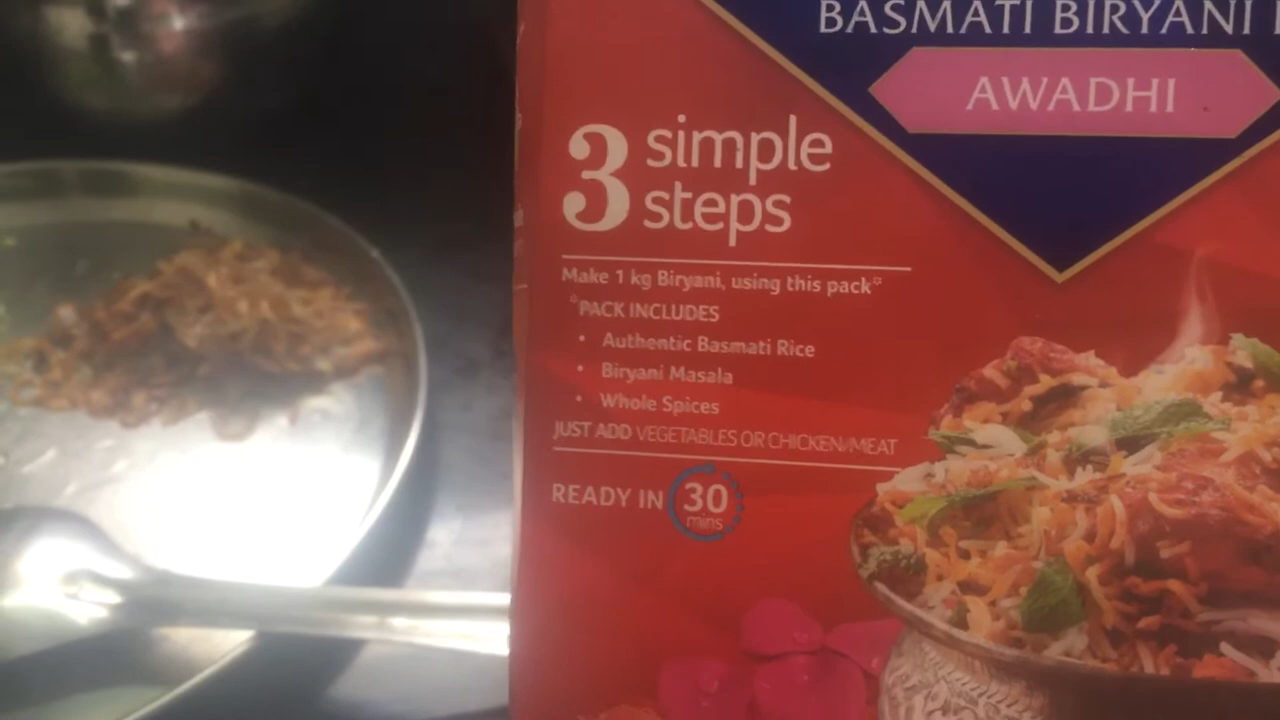 BASMATI BIRYANI
AWADHI
3 simple
steps
Make 1 kg Biryani, using this pack*
*PACK INCLUDES
• Authentic Basmati Rice
• Biryani Masala
• Whole Spices
JUST ADD VEGETABLES OR CHICKEN/MEAT
READY IN 30
mins